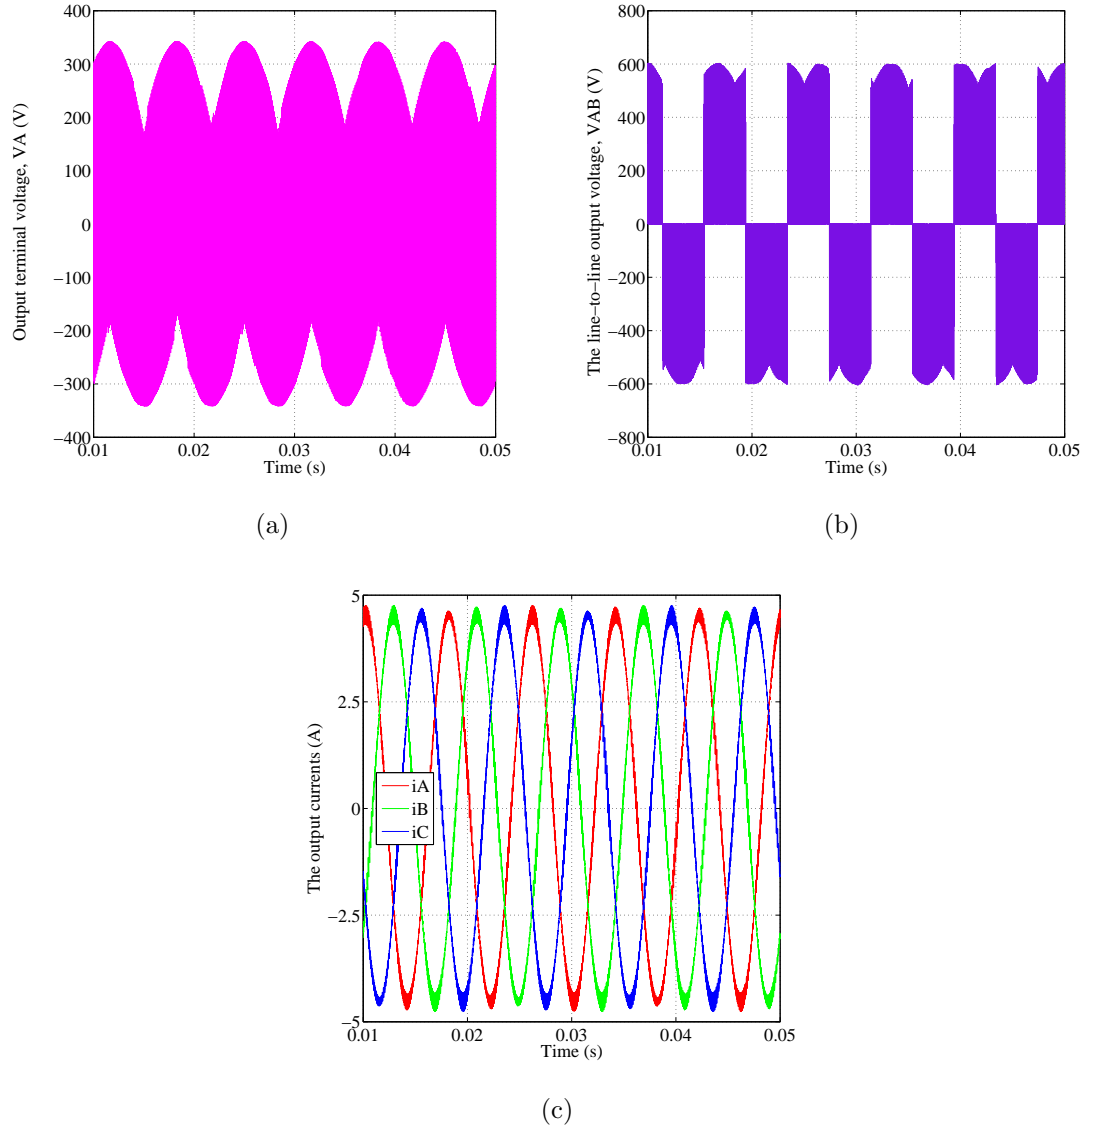 400
300
200
100
0
−100
−200
−300
−400
Output terminal voltage, VA (V)
0.01 0.02 0.03 0.04 0.05
Time (s)
(a)
800
600
400
200
0
−200
−400
−600
−800
The line−to−line output voltage, VAB (V)
0.01 0.02 0.03 0.04 0.05
Time (s)
(b)
5
2.5
0
−2.5
−5
The output currents (A)
iA
iB
iC
0.01 0.02 0.03 0.04 0.05
Time (s)
(c)